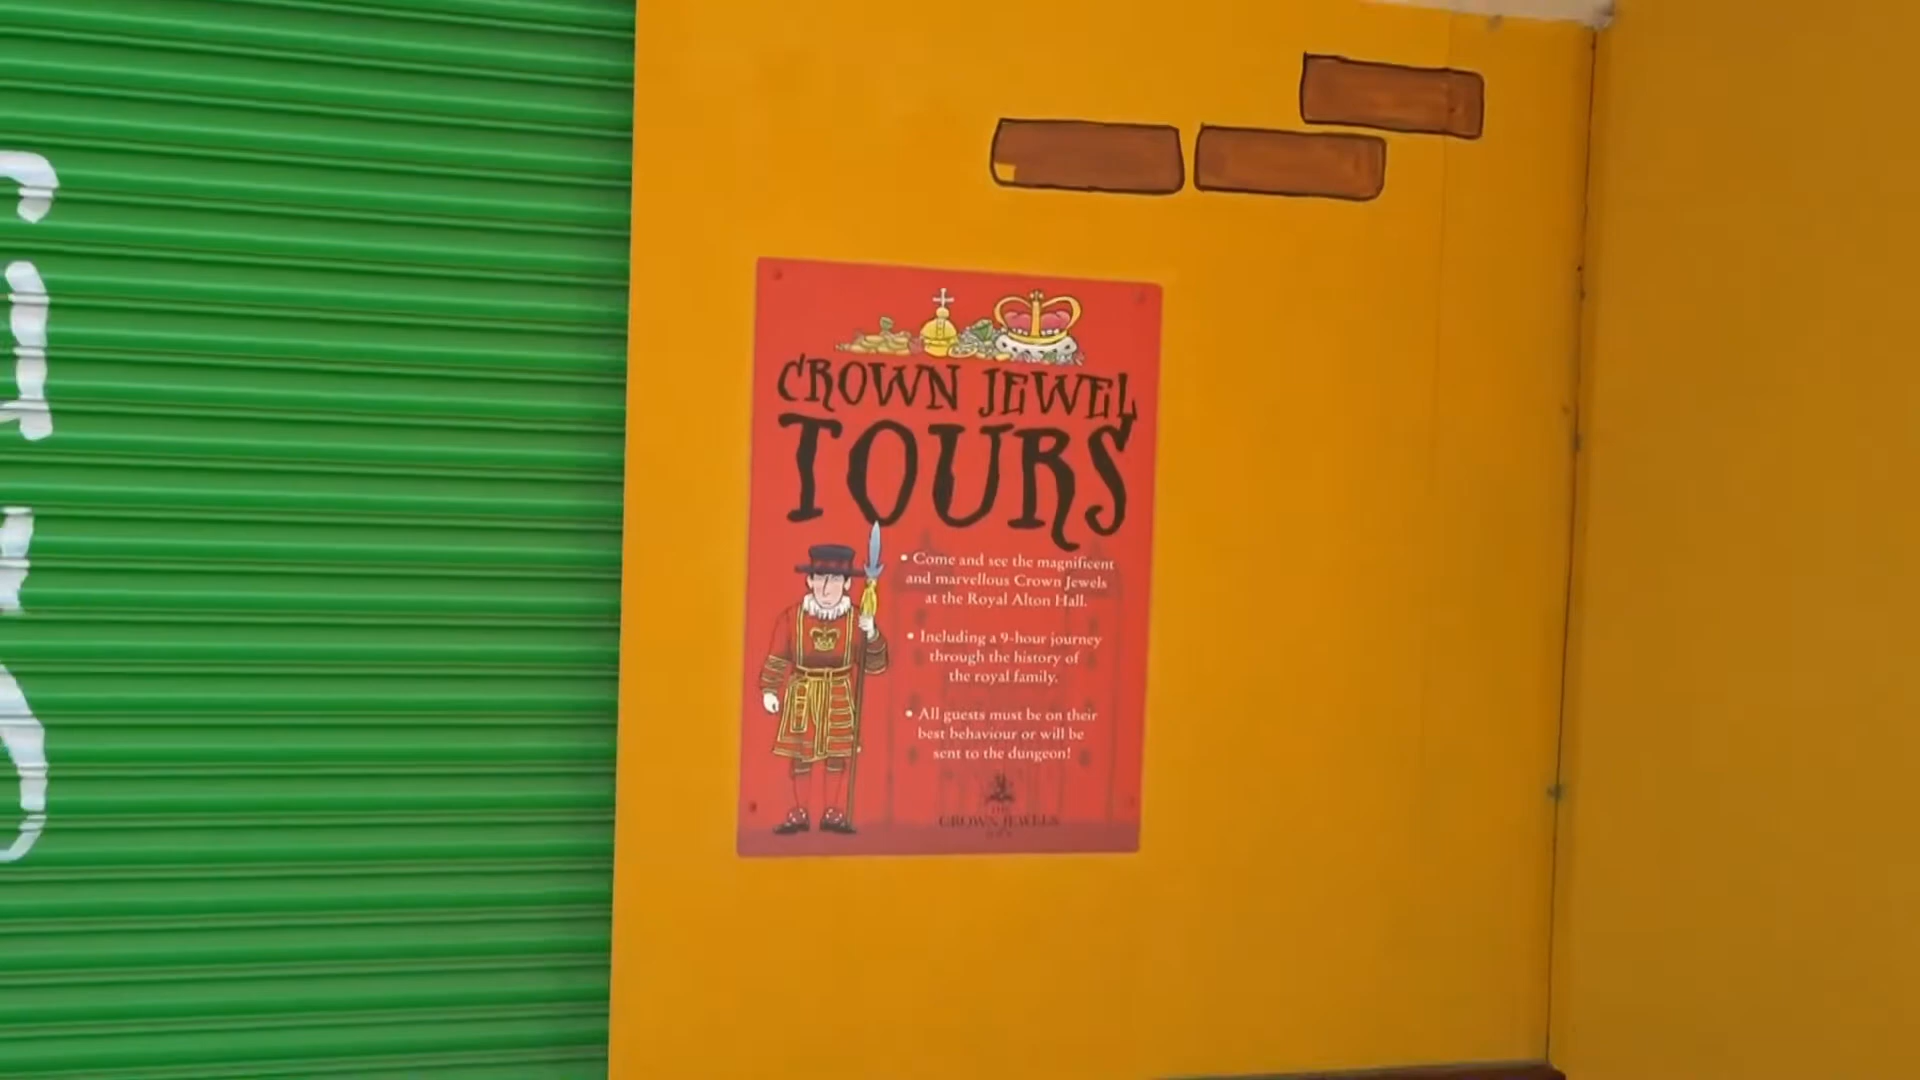 CROWN JEWEL
TOURS
• Come and see the magnificent
and marvellous Crown Jewels
at the Royal Alton Hall.
• Including a 9-hour journey
through the history of
the royal family.
• All guests must be on their
best behaviour or will be
sent to the dungeon!
THE
CROWN JEWELS